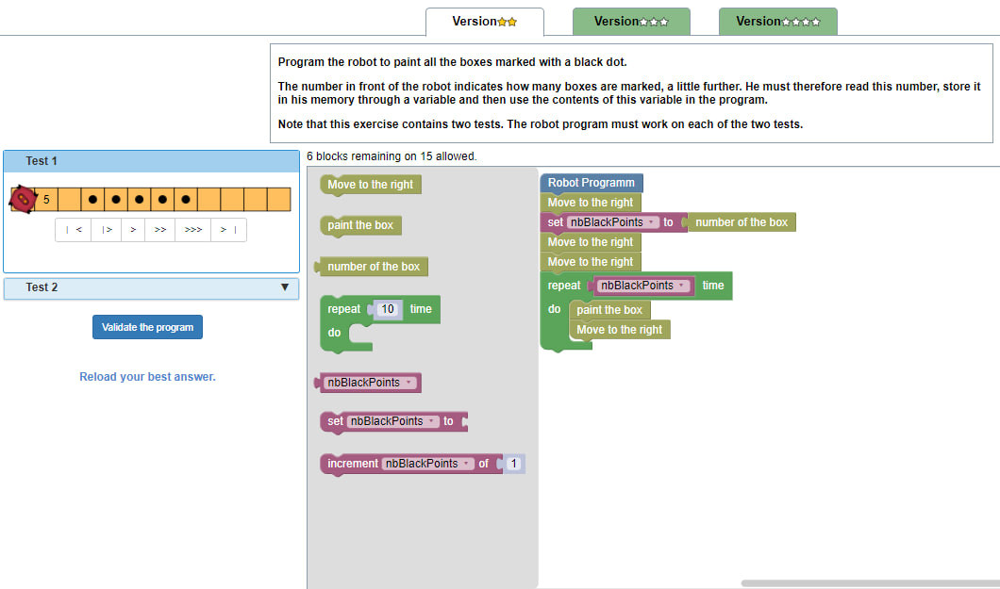 Version
Version
Version
Program the robot to paint all the boxes marked with a black dot.
The number in front of the robot indicates how many boxes are marked, a little further. He must therefore read this number, store it
in his memory through a variable and then use the contents of this variable in the program.
Note that this exercise contains two tests. The robot program must work on each of the two tests.
Test 1
5
| <
|>
>
>>
>>>
> |
Test 2
▼
Validate the program
Reload your best answer.
6 blocks remaining on 15 allowed.
Move to the right
paint the box
number of the box
repeat 10 time
do
nbBlackPoints
set nbBlackPoints to
increment nbBlackPoints of 1
Robot Programm
Move to the right
set nbBlackPoints to number of the box
Move to the right
Move to the right
repeat nbBlackPoints time
do paint the box
Move to the right